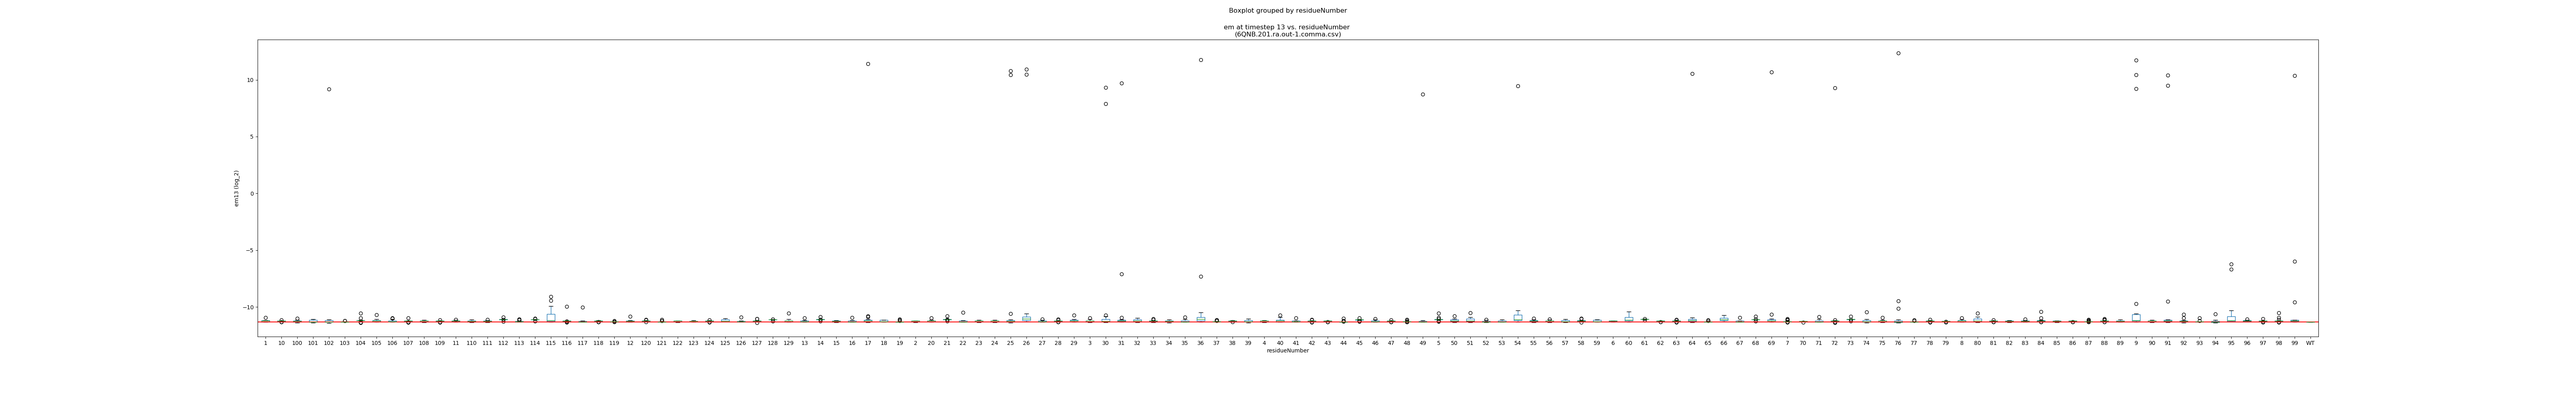 Boxplot grouped by residueNumber
em at timestep 13 vs. residueNumber
(6QNB.201.ra.out-1.comma.csv)
em13 (log_2)
10
5
0
−5
−10
1 10 100 101 102 103 104 105 106 107 108 109 11 110 111 112 113 114 115 116 117 118 119 12 120 121 122 123 124 125 126 127 128 129 13 14 15 16 17 18 19 2 20 21 22 23 24 25 26 27 28 29 3 30 31 32 33 34 35 36 37 38 39 4 40 41 42 43 44 45 46 47 48 49 5 50 51 52 53 54 55 56 57 58 59 6 60 61 62 63 64 65 66 67 68 69 7 70 71 72 73 74 75 76 77 78 79 8 80 81 82 83 84 85 86 87 88 89 9 90 91 92 93 94 95 96 97 98 99 WT
residueNumber